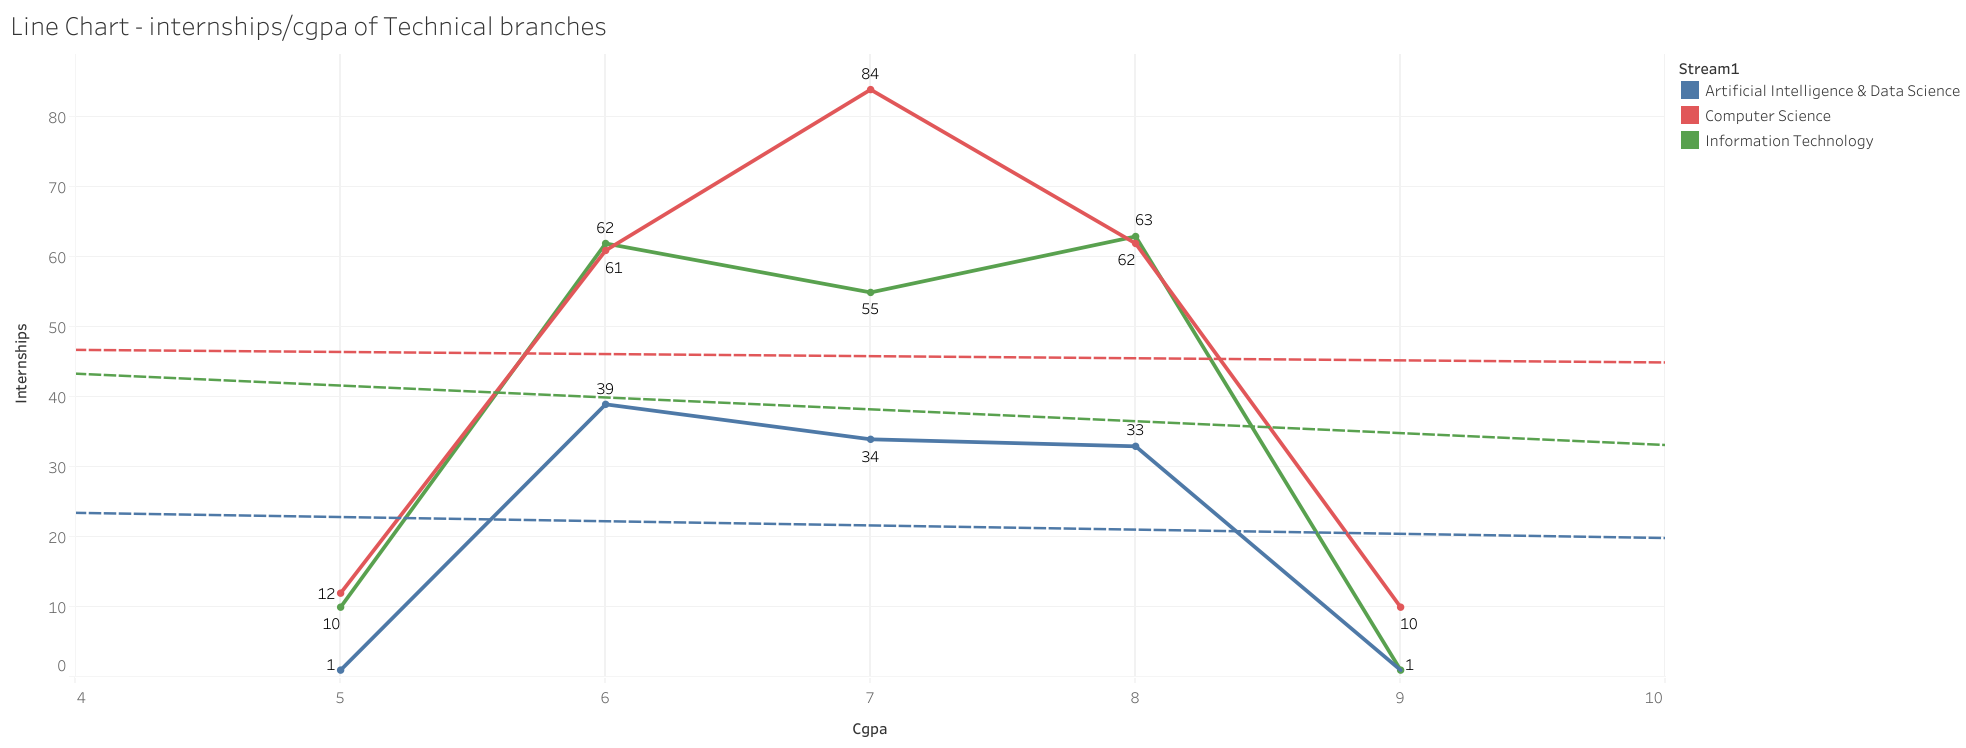 Line Chart - internships/cgpa of Technical branches
Stream1
Artificial Intelligence & Data Science
Computer Science
Information Technology
Internships
80
70
60
50
40
30
20
10
0
84
62
61
63
62
55
39
34
33
12
10
1
10
1
4 5 6 7 8 9 10
Cgpa